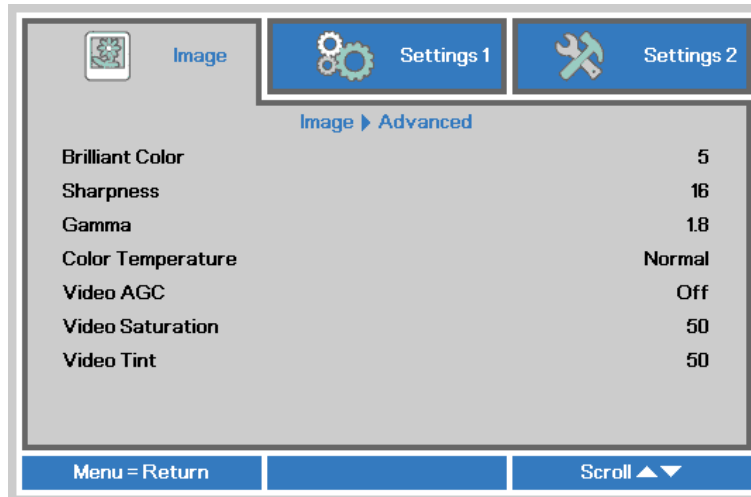 Image
Settings 1
Settings 2
Image ▶ Advanced
Brilliant Color 5
Sharpness 16
Gamma 1.8
Color Temperature Normal
Video AGC Off
Video Saturation 50
Video Tint 50
Menu = Return
Scroll ▲▼